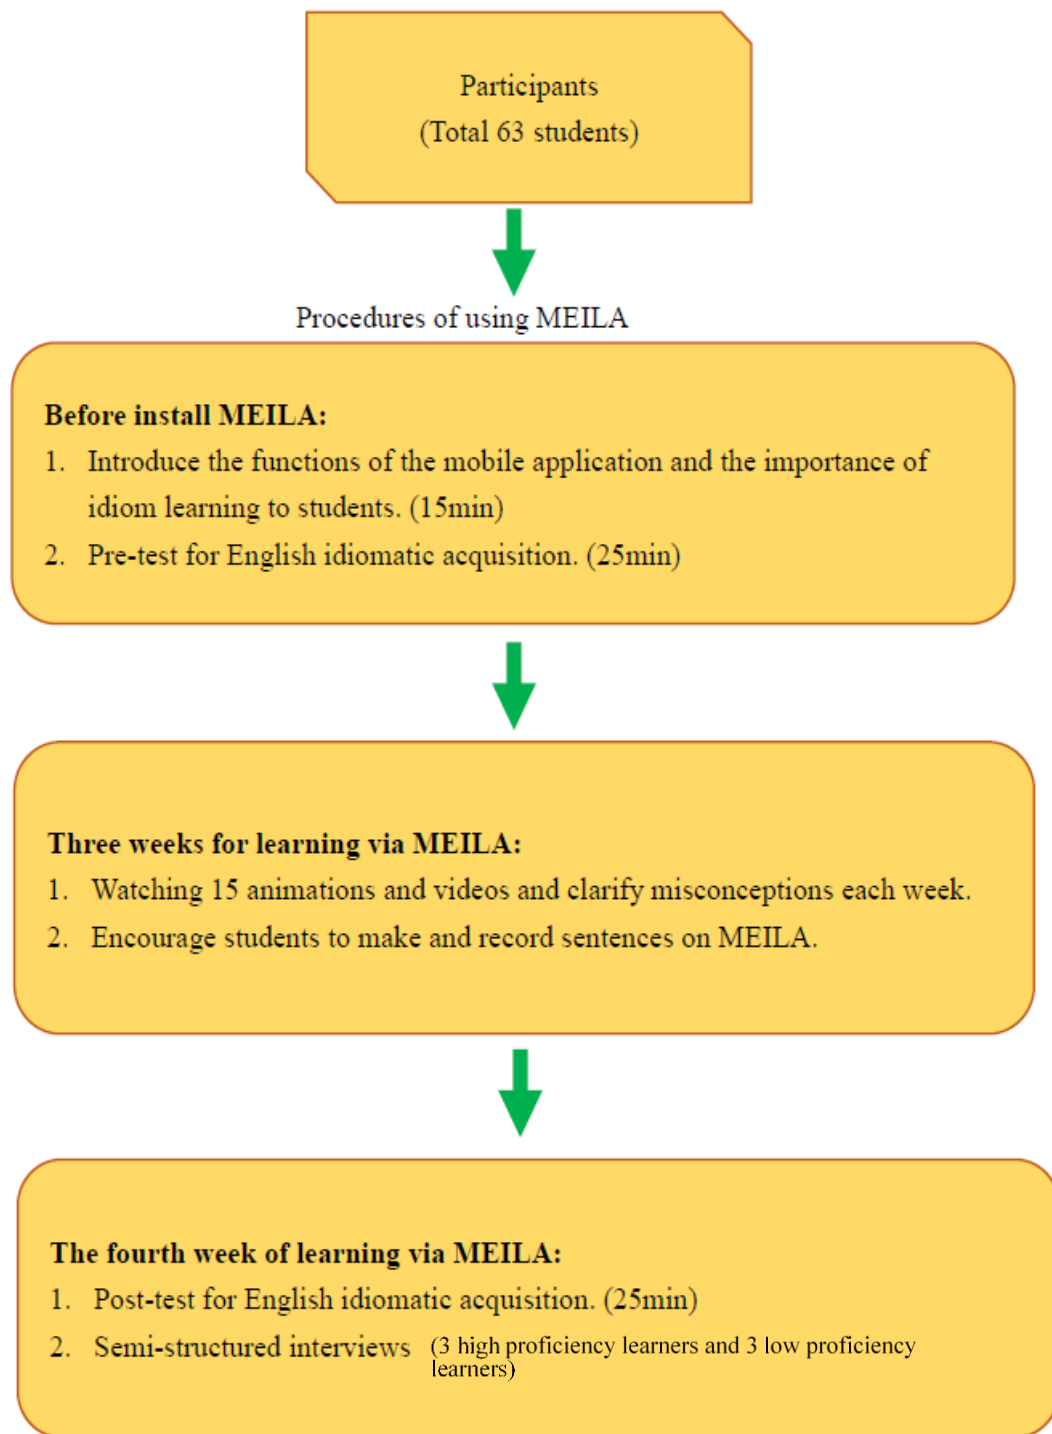 Participants
(Total 63 students)
Procedures of using MEILA
Before install MEILA:
1. Introduce the functions of the mobile application and the importance of
idiom learning to students. (15min)
2. Pre-test for English idiomatic acquisition. (25min)
Three weeks for learning via MEILA:
1. Watching 15 animations and videos and clarify misconceptions each week.
2. Encourage students to make and record sentences on MEILA.
The fourth week of learning via MEILA:
1. Post-test for English idiomatic acquisition. (25min)
2. Semi-structured interviews (3 high proficiency learners and 3 low proficiency
learners)